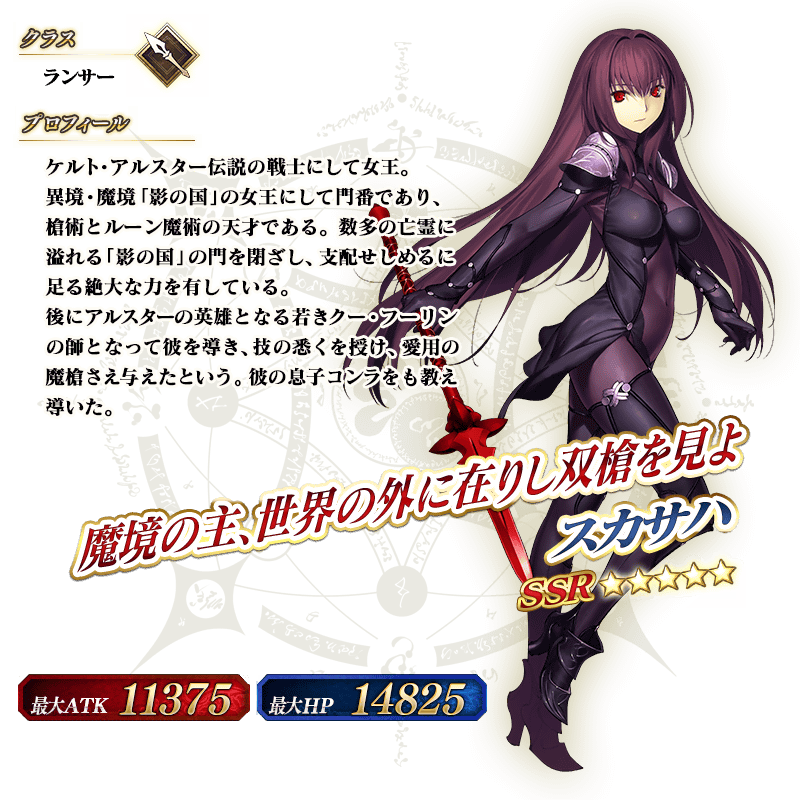 クラス
ランサー
プロフィール
ケルト・アルスター伝説の戦士にして女王。
異境・魔境「影の国」の女王にして門番であり、
槍術とルーン魔術の天才である。数多の亡霊に
溢れる「影の国」の門を閉ざし、支配せしめるに
足る絶大な力を有している。
後にアルスターの英雄となる若きクー・フーリン
の師となって彼を導き、技の悉くを授け、愛用の
魔槍さえ与えたという。彼の息子コンラをも教え
導いた。
魔境の主、世界の外に在りし双槍を見よ
スカサハ
SSR ★★★★★
最大ATK 11375
最大HP 14825